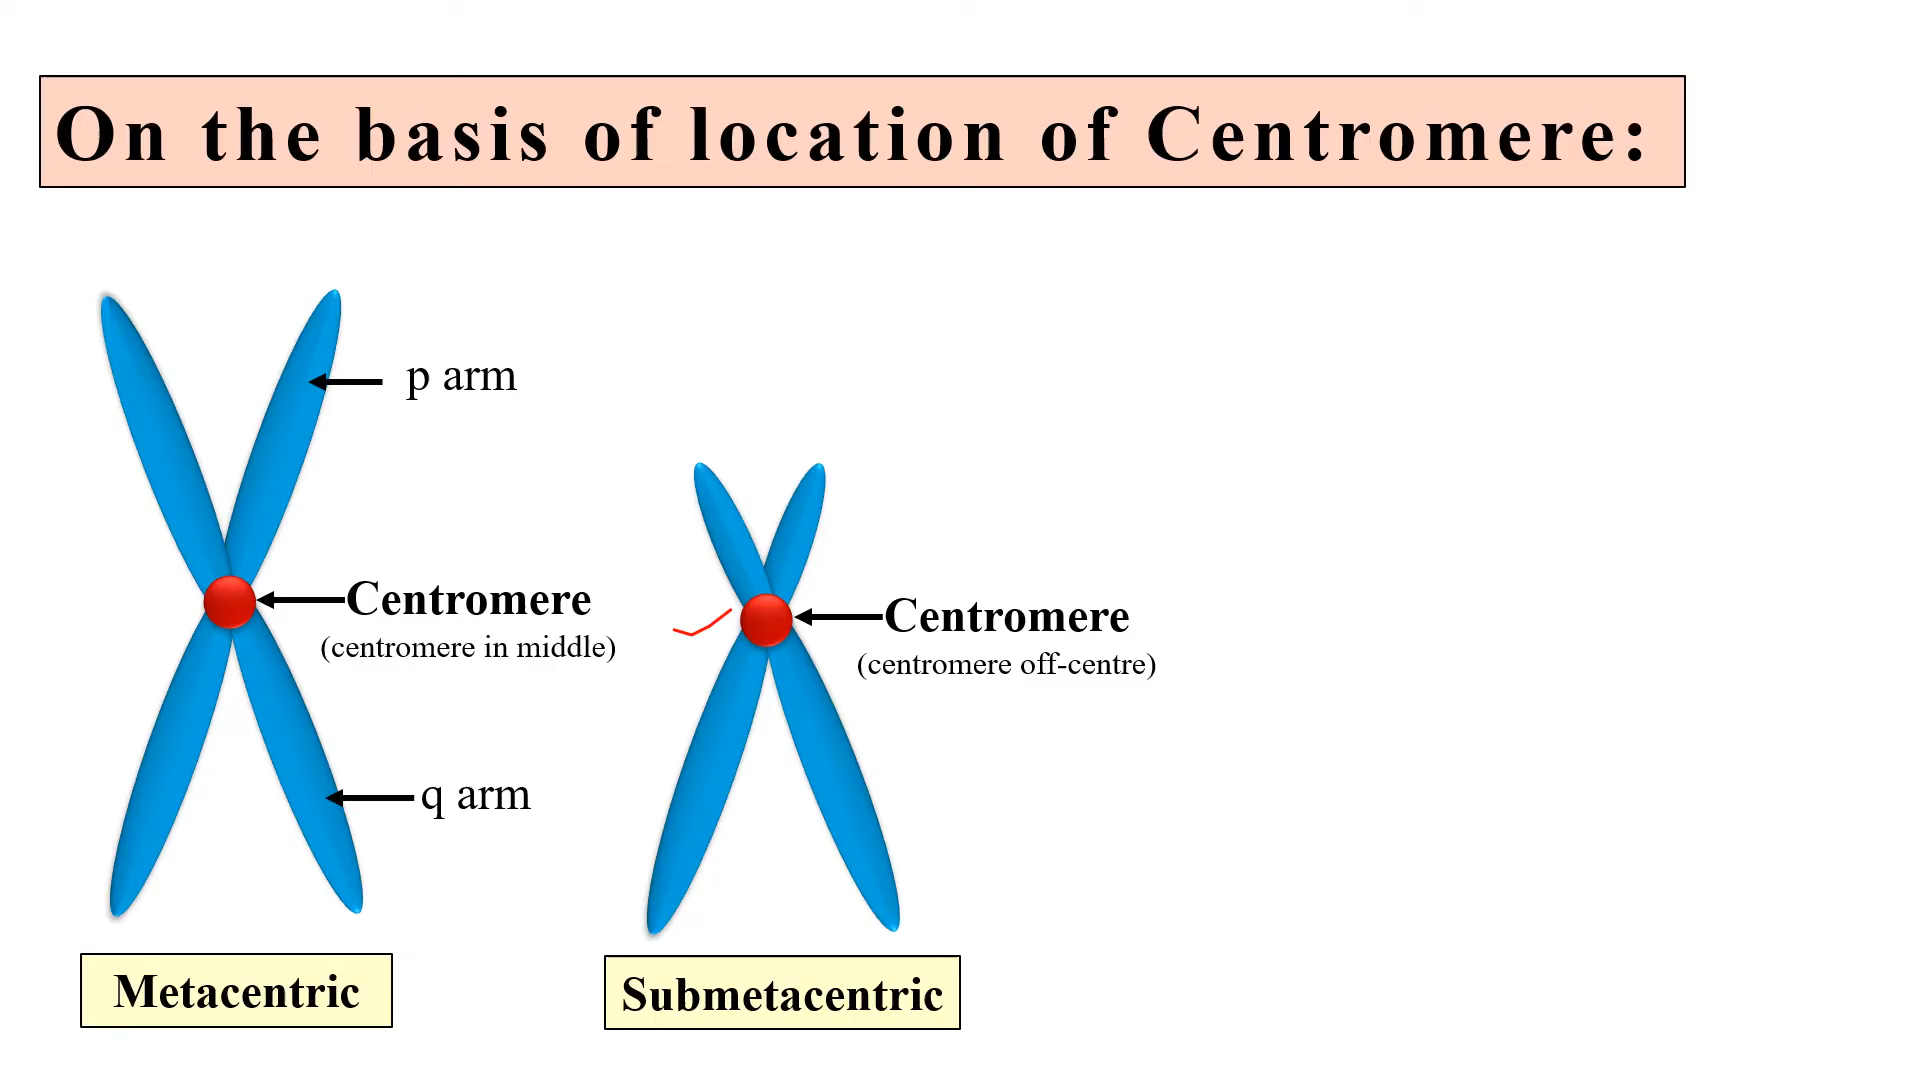 On the basis of location of Centromere:
p arm
Centromere
(centromere in middle)
q arm
Metacentric
Centromere
(centromere off-centre)
Submetacentric